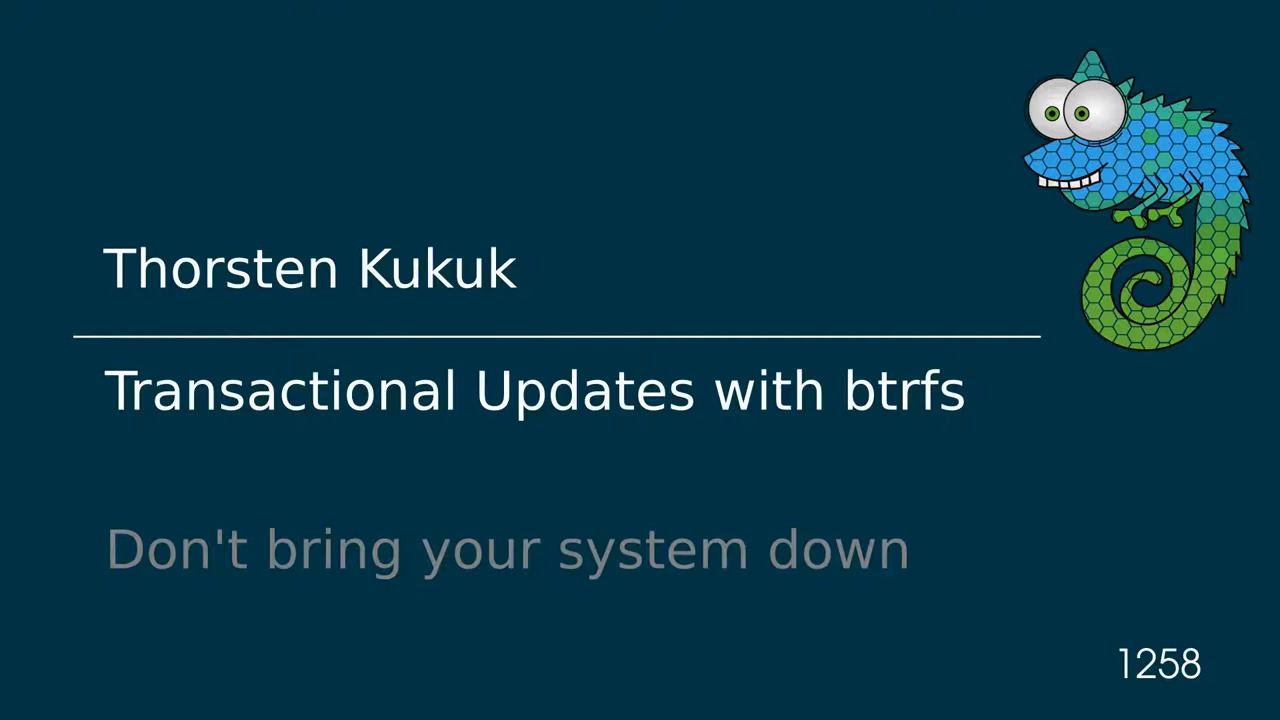 Thorsten Kukuk
Transactional Updates with btrfs
Don't bring your system down
1258